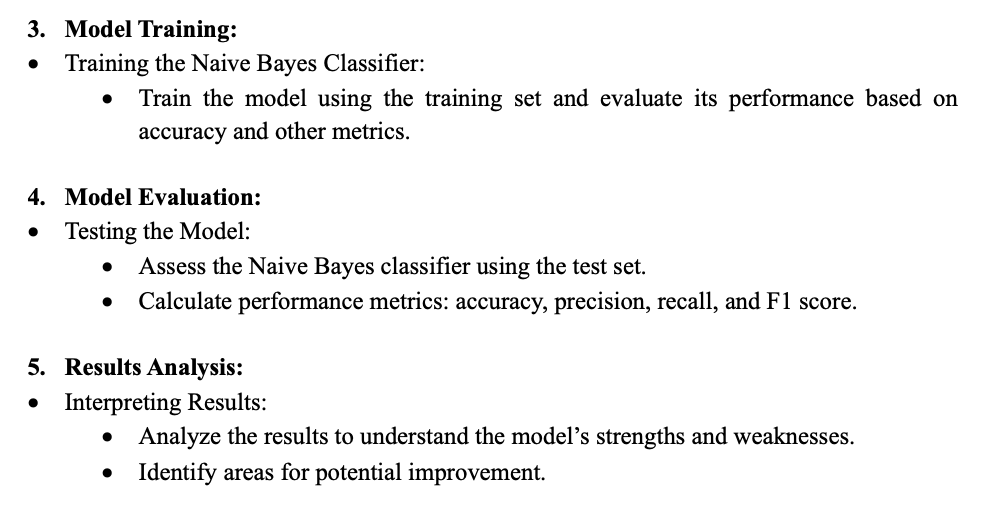 3. Model Training:
• Training the Naive Bayes Classifier:
• Train the model using the training set and evaluate its performance based on
accuracy and other metrics.
4. Model Evaluation:
• Testing the Model:
• Assess the Naive Bayes classifier using the test set.
• Calculate performance metrics: accuracy, precision, recall, and F1 score.
5. Results Analysis:
• Interpreting Results:
• Analyze the results to understand the model’s strengths and weaknesses.
• Identify areas for potential improvement.